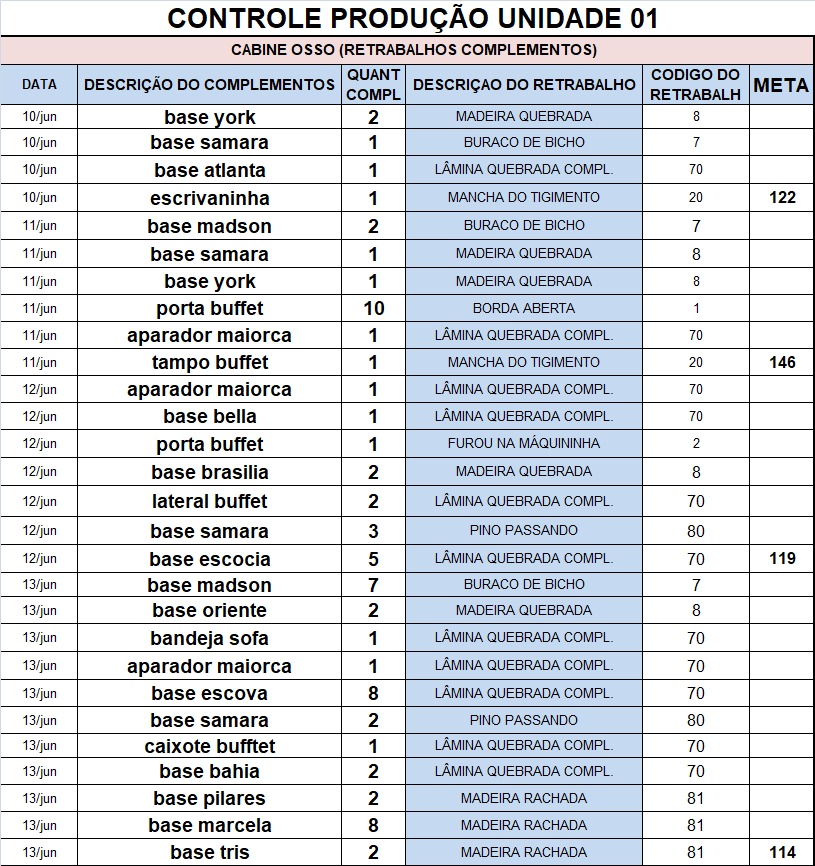 CONTROLE PRODUÇÃO UNIDADE 01
CABINE OSSO (RETRABALHOS COMPLEMENTOS)
DATA DESCRIÇÃO DO COMPLEMENTOS QUANT COMPL DESCRIÇAO DO RETRABALHO CODIGO DO RETRABALH META
10/jun base york 2 MADEIRA QUEBRADA 8
10/jun base samara 1 BURACO DE BICHO 7
10/jun base atlanta 1 LÂMINA QUEBRADA COMPL. 70
10/jun escrivaninha 1 MANCHA DO TIGIMENTO 20 122
11/jun base madson 2 BURACO DE BICHO 7
11/jun base samara 1 MADEIRA QUEBRADA 8
11/jun base york 1 MADEIRA QUEBRADA 8
11/jun porta buffet 10 BORDA ABERTA 1
11/jun aparador maiorca 1 LÂMINA QUEBRADA COMPL. 70
11/jun tampo buffet 1 MANCHA DO TIGIMENTO 20 146
12/jun aparador maiorca 1 LÂMINA QUEBRADA COMPL. 70
12/jun base bella 1 LÂMINA QUEBRADA COMPL. 70
12/jun porta buffet 1 FUROU NA MÁQUININHA 2
12/jun base brasilia 2 MADEIRA QUEBRADA 8
12/jun lateral buffet 2 LÂMINA QUEBRADA COMPL. 70
12/jun base samara 3 PINO PASSANDO 80
12/jun base escocia 5 LÂMINA QUEBRADA COMPL. 70 119
13/jun base madson 7 BURACO DE BICHO 7
13/jun base oriente 2 MADEIRA QUEBRADA 8
13/jun bandeja sofa 1 LÂMINA QUEBRADA COMPL. 70
13/jun aparador maiorca 1 LÂMINA QUEBRADA COMPL. 70
13/jun base escova 8 LÂMINA QUEBRADA COMPL. 70
13/jun base samara 2 PINO PASSANDO 80
13/jun caixote bufftet 1 LÂMINA QUEBRADA COMPL. 70
13/jun base bahia 2 LÂMINA QUEBRADA COMPL. 70
13/jun base pilares 2 MADEIRA RACHADA 81
13/jun base marcela 8 MADEIRA RACHADA 81
13/jun base tris 2 MADEIRA RACHADA 81 114